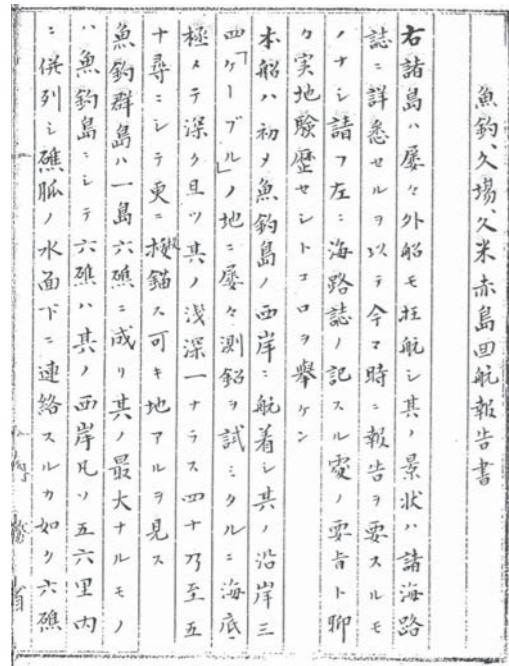 魚釣、久場、久米赤島回航報告書
右諸島ハ屡々外船モ枉航シ其ノ景状ハ諸海路
誌ニ詳悉セルヲ以テ今マ時ニ報告ヲ要スルモ
ノナシ請フ左ニ海路誌ノ記スル処ノ要旨ト聊
カ実地験歴セシトコロヲ挙ケン
本船ハ初メ魚釣島ノ西岸ニ航着シ其ノ沿岸三
四「ケーブル」ノ地ニ屡々測鉛ヲ試ミタルニ海底
極メテ深ク且ツ其ノ浅深一ナラス四十乃至五
十尋ニシテ更ニ投錨ス可キ地アルヲ見ス
魚釣群島ハ一島六礁ニ成リ其ノ最大ナルモノ
ハ魚釣島ニシテ六礁ハ其ノ西岸凡ソ五六里内
ニ併列シ礁脈ノ水面下ニ連絡スルカ如ク六礁